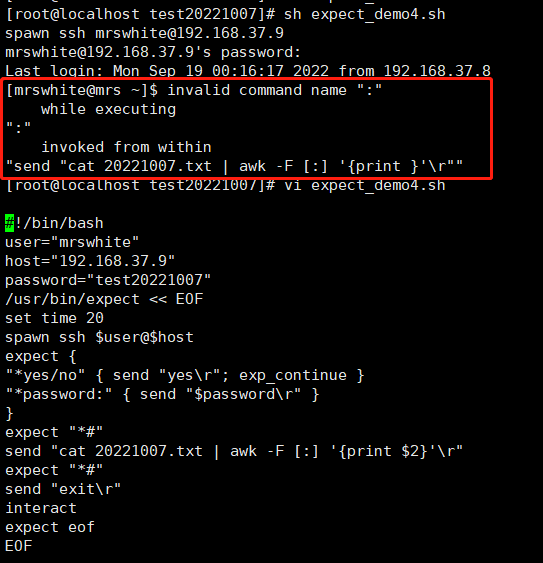 [root@localhost test20221007]# sh expect_demo4.sh
spawn ssh mrswhite@192.168.37.9
mrswhite@192.168.37.9's password:
Last login: Mon Sep 19 00:16:17 2022 from 192.168.37.8
[mrswhite@mrs ~]$ invalid command name ":"
    while executing
":"
    invoked from within
"send "cat 20221007.txt | awk -F [:] '{print }'\r""
[root@localhost test20221007]# vi expect_demo4.sh
#!/bin/bash
user="mrswhite"
host="192.168.37.9"
password="test20221007"
/usr/bin/expect << EOF
set time 20
spawn ssh $user@$host
expect {
"*yes/no" { send "yes\r"; exp_continue }
"*password:" { send "$password\r" }
}
expect "*#"
send "cat 20221007.txt | awk -F [:] '{print $2}'\r"
expect "*#"
send "exit\r"
interact
expect eof
EOF